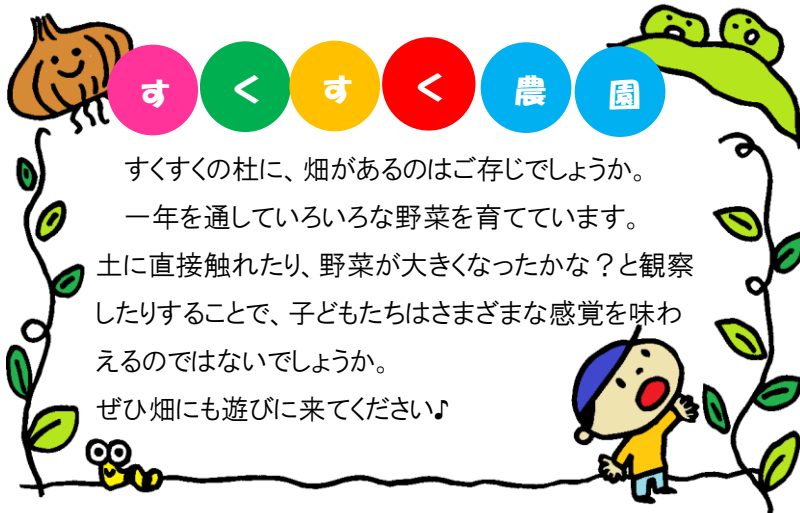 すくすく農園
すくすくの杜に、畑があるのはご存じでしょうか。
一年を通していろいろな野菜を育てています。
土に直接触れたり、野菜が大きくなったかな？と観察
したりすることで、子どもたちはさまざまな感覚を味わ
えるのではないでしょうか。
ぜひ畑にも遊びに来てください♪